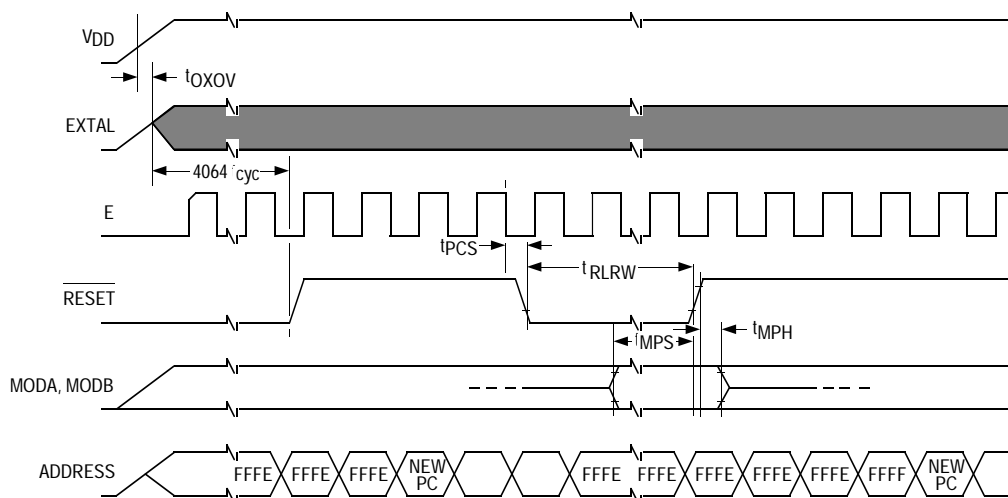 VDD
tOXOV
EXTAL
4064 tcyc
E
tPCS
tRLRW
RESET
tMPS
tMPH
MODA, MODB
ADDRESS
FFFE FFFE FFFE NEW PC FFFE FFFE FFFE FFFE FFFE FFFF NEW PC